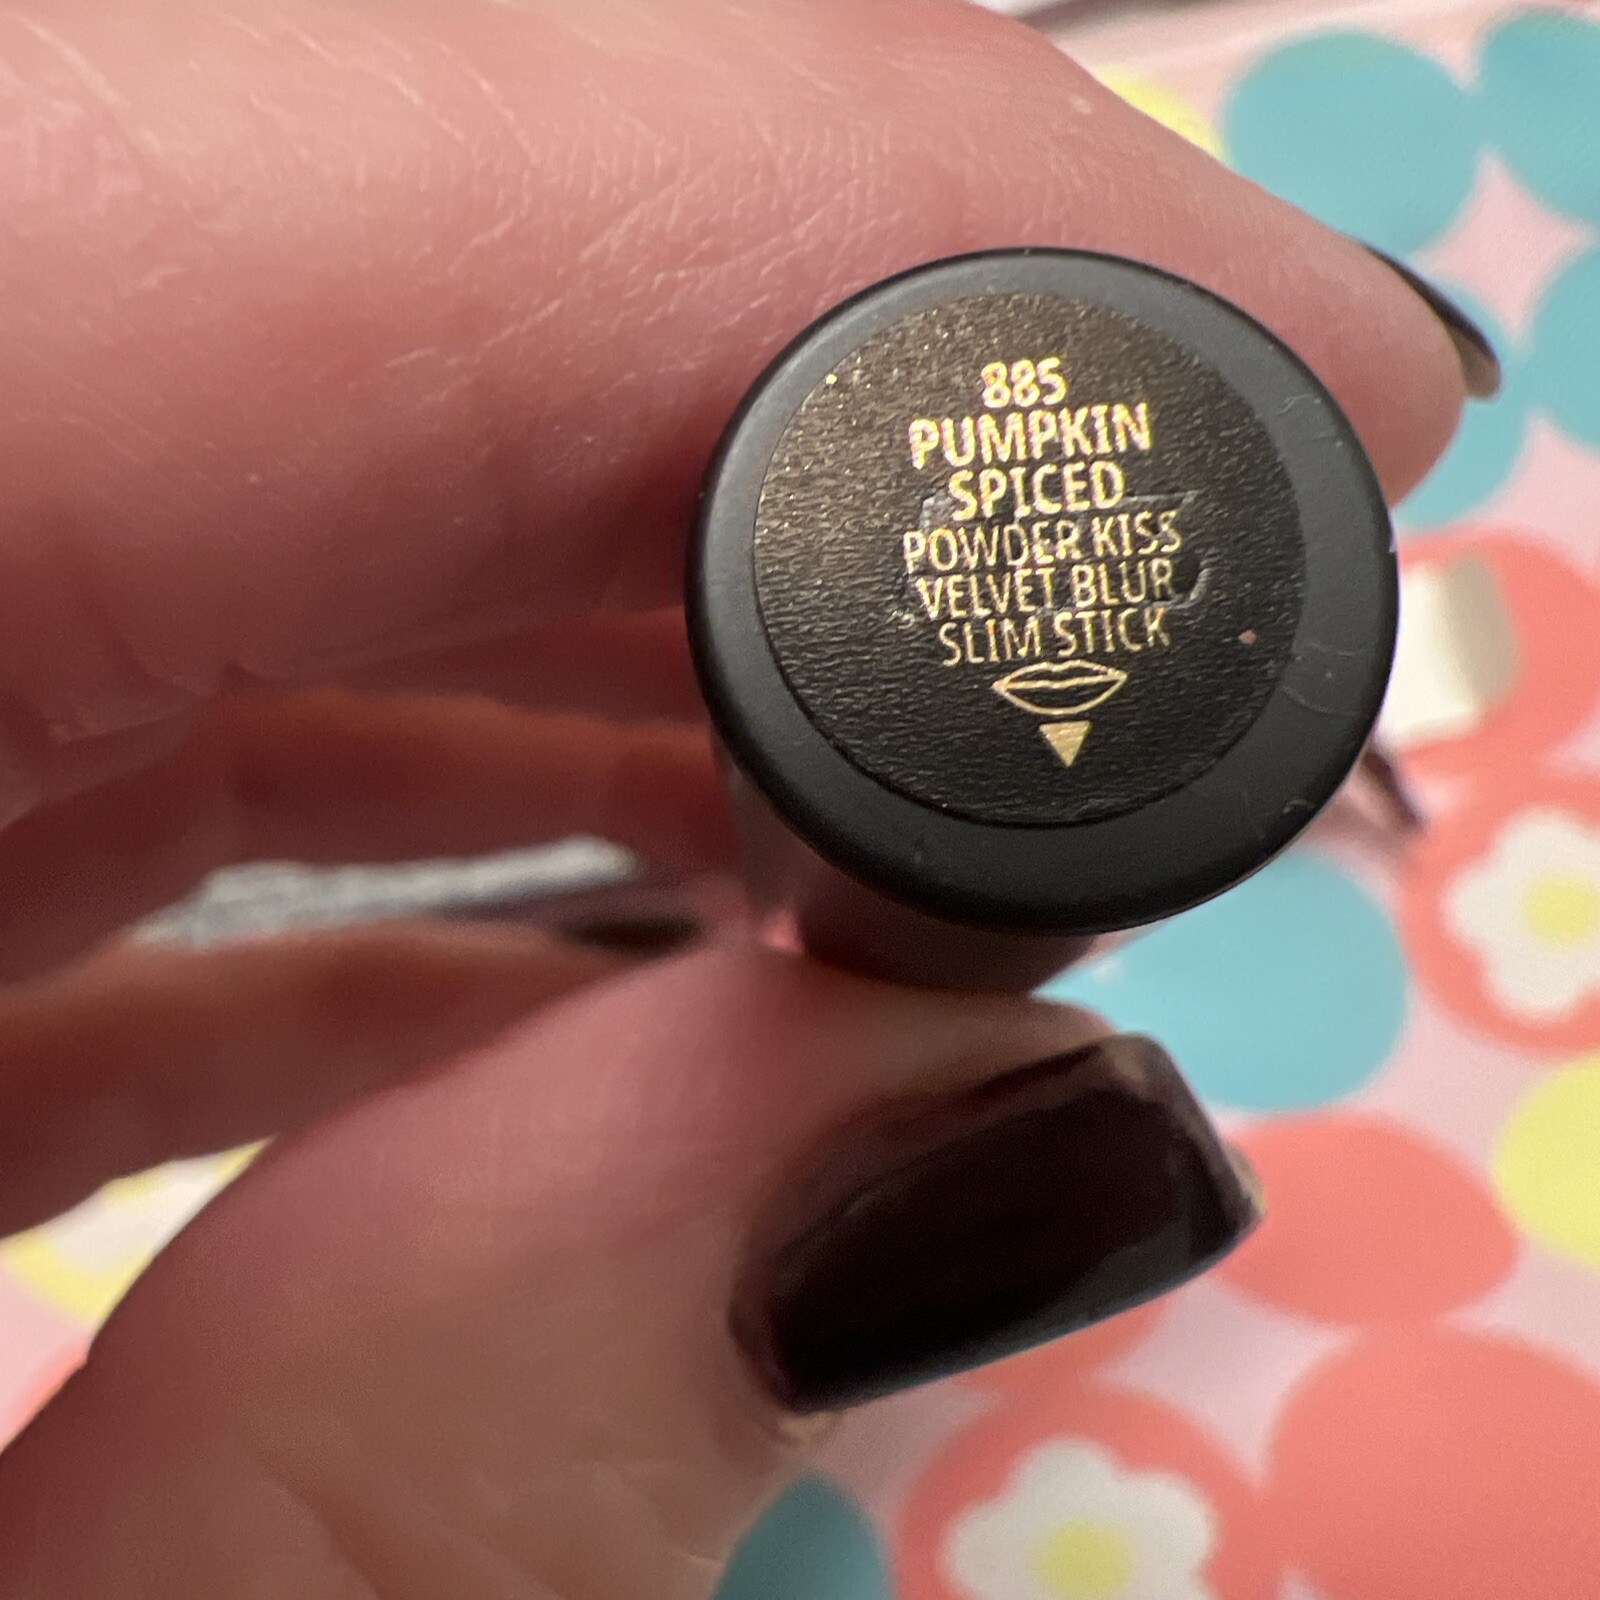 885
PUMPKIN
SPICED
POWDER KISS
VELVET BLUR
SLIM STICK